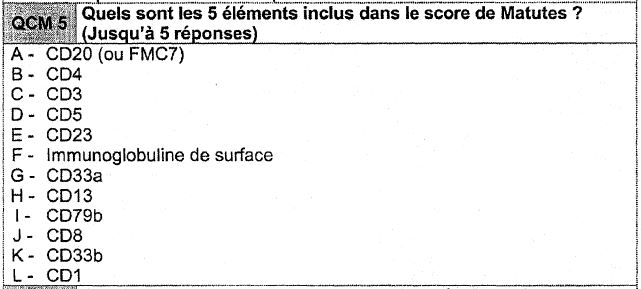 QCM 5
Quels sont les 5 éléments inclus dans le score de Matutes ?
(Jusqu'à 5 réponses)
A - CD20 (ou FMC7)
B - CD4
C - CD3
D - CD5
E - CD23
F - Immunoglobuline de surface
G - CD33a
H - CD13
I - CD79b
J - CD8
K - CD33b
L - CD1